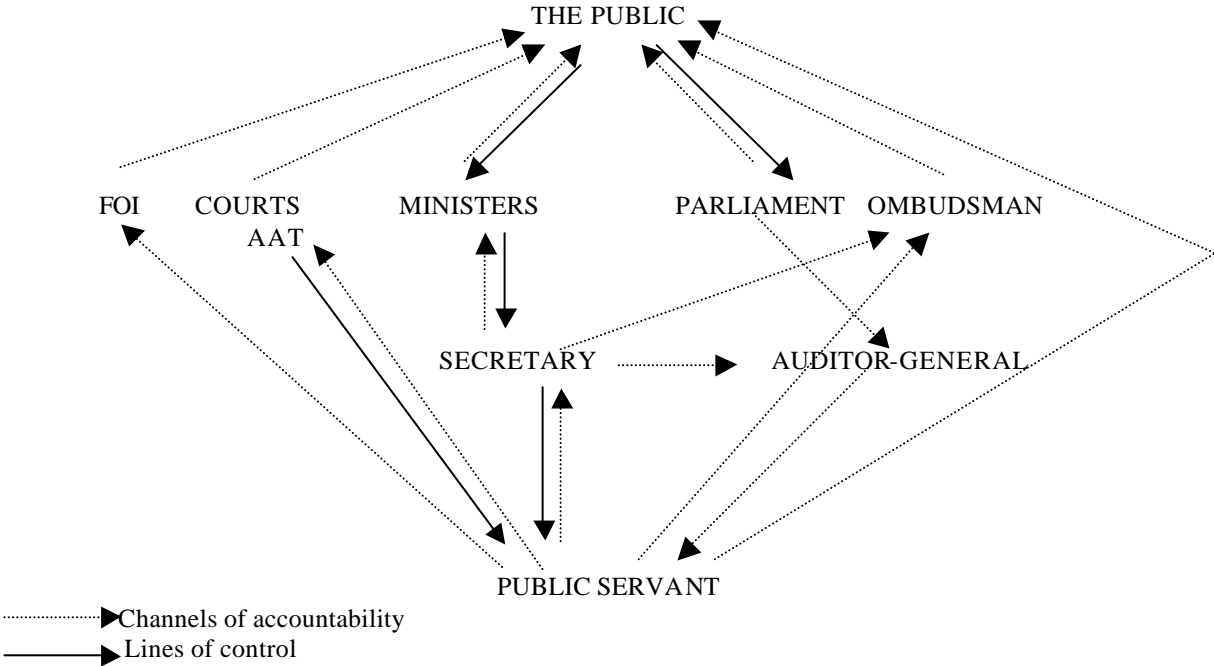 THE PUBLIC
FOI COURTS MINISTERS PARLIAMENT OMBUDSMAN
AAT
SECRETARY AUDITOR-GENERAL
PUBLIC SERVANT
Channels of accountability
Lines of control